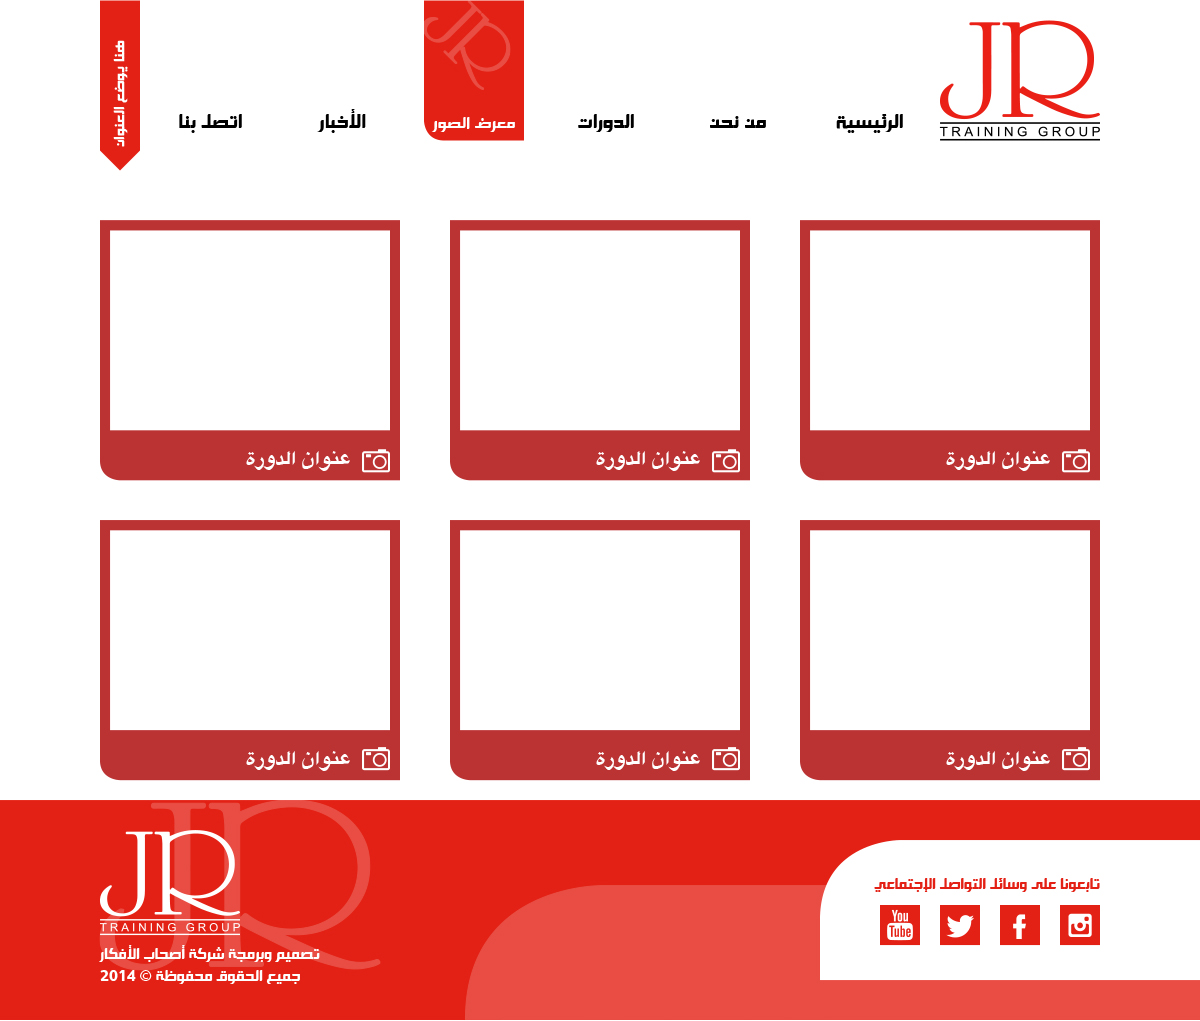 JR
TRAINING GROUP
الرئيسية
من نحن
الدورات
معرض الصور
الأخبار
اتصل بنا
هنا يوضع العنوان
عنوان الدورة
عنوان الدورة
عنوان الدورة
عنوان الدورة
عنوان الدورة
عنوان الدورة
تابعونا على وسائل التواصل الإجتماعي
You Tube
JR
TRAINING GROUP
تصميم وبرمجة شركة أصحاب الأفكار
جميع الحقوق محفوظة © 2014